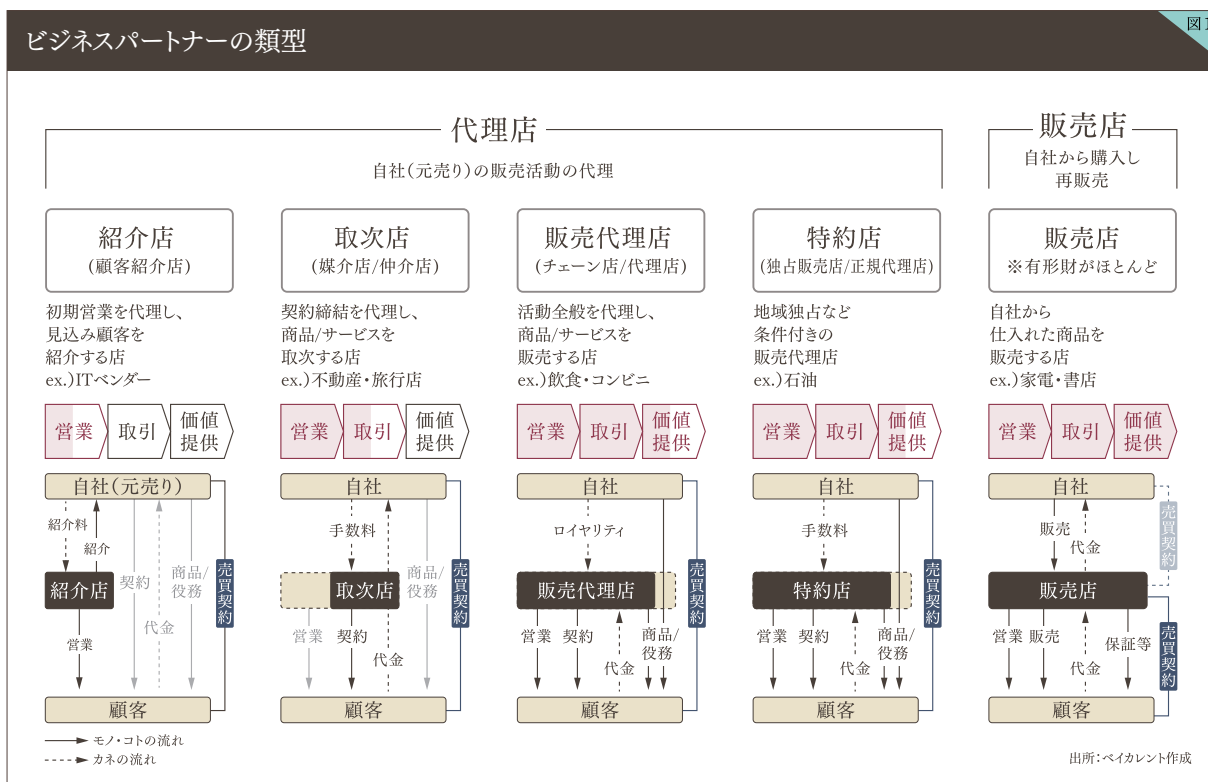 図1
ビジネスパートナーの類型
代理店
自社(元売り)の販売活動の代理
販売店
自社から購入し
再販売
紹介店
(顧客紹介店)
初期営業を代理し、
見込み顧客を
紹介する店
ex.)ITベンダー
営業
取引
価値
提供
自社(元売り)
紹介料
紹介
紹介店
営業
契約
代金
商品/
役務
売買契約
顧客
取次店
(媒介店/仲介店)
契約締結を代理し、
商品/サービスを
取次する店
ex.)不動産・旅行店
営業
取引
価値
提供
自社
手数料
取次店
営業
契約
代金
商品/
役務
売買契約
顧客
販売代理店
(チェーン店/代理店)
活動全般を代理し、
商品/サービスを
販売する店
ex.)飲食・コンビニ
営業
取引
価値
提供
自社
ロイヤリティ
販売代理店
営業
契約
代金
商品/
役務
売買契約
顧客
特約店
(独占販売店/正規代理店)
地域独占など
条件付きの
販売代理店
ex.)石油
営業
取引
価値
提供
自社
手数料
特約店
営業
契約
代金
商品/
役務
売買契約
顧客
販売店
※有形財がほとんど
自社から
仕入れた商品を
販売する店
ex.)家電・書店
営業
取引
価値
提供
自社
販売
代金
売買契約
販売店
営業
販売
代金
保証等
売買契約
顧客
モノ・コトの流れ
カネの流れ
出所:ベイカレント作成